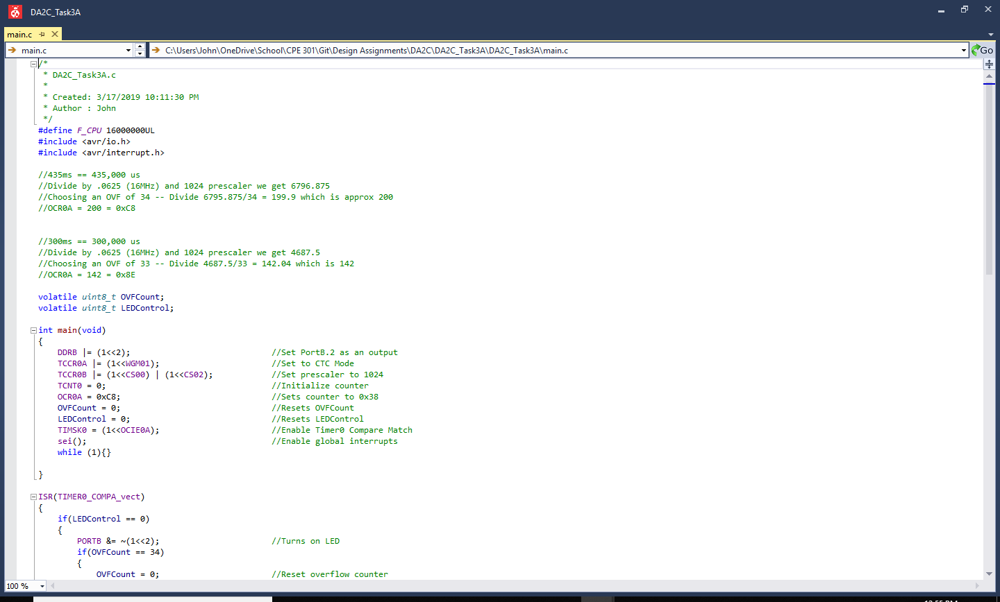 DA2C_Task3A
main.c
main.c
C:\Users\John\OneDrive\School\CPE 301\Git\Design Assignments\DA2C\DA2C_Task3A\DA2C_Task3A\main.c
Go
/*
 * DA2C_Task3A.c
 *
 * Created: 3/17/2019 10:11:30 PM
 * Author : John
 */
#define F_CPU 16000000UL
#include <avr/io.h>
#include <avr/interrupt.h>
//435ms == 435,000 us
//Divide by .0625 (16MHz) and 1024 prescaler we get 6796.875
//Choosing an OVF of 34 -- Divide 6795.875/34 = 199.9 which is approx 200
//OCR0A = 200 = 0xC8
//300ms == 300,000 us
//Divide by .0625 (16MHz) and 1024 prescaler we get 4687.5
//Choosing an OVF of 33 -- Divide 4687.5/33 = 142.04 which is 142
//OCR0A = 142 = 0x8E
volatile uint8_t OVFCount;
volatile uint8_t LEDControl;
int main(void)
{
DDRB |= (1<<2); //Set PortB.2 as an output
TCCR0A |= (1<<WGM01); //Set to CTC Mode
TCCR0B |= (1<<CS00) | (1<<CS02); //Set prescaler to 1024
TCNT0 = 0; //Initialize counter
OCR0A = 0xC8; //Sets counter to 0x38
OVFCount = 0; //Resets OVFCount
LEDControl = 0; //Resets LEDControl
TIMSK0 = (1<<OCIE0A); //Enable Timer0 Compare Match
sei(); //Enable global interrupts
while (1){}
}
ISR(TIMER0_COMPA_vect)
{
if(LEDControl == 0)
{
PORTB &= ~(1<<2); //Turns on LED
if(OVFCount == 34)
{
OVFCount = 0; //Reset overflow counter
100 %